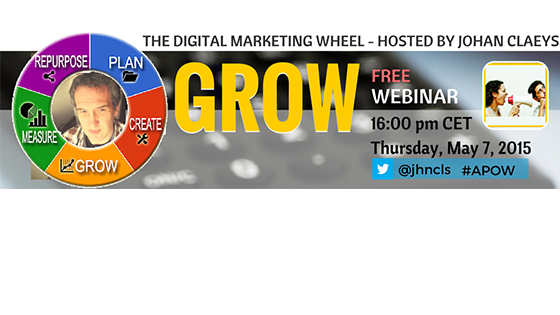 THE DIGITAL MARKETING WHEEL - HOSTED BY JOHAN CLAEYS
REPURPOSE
PLAN
MEASURE
CREATE
GROW
GROW
FREE
WEBINAR
16:00 pm CET
Thursday, May 7, 2015
@jhncls #APOW